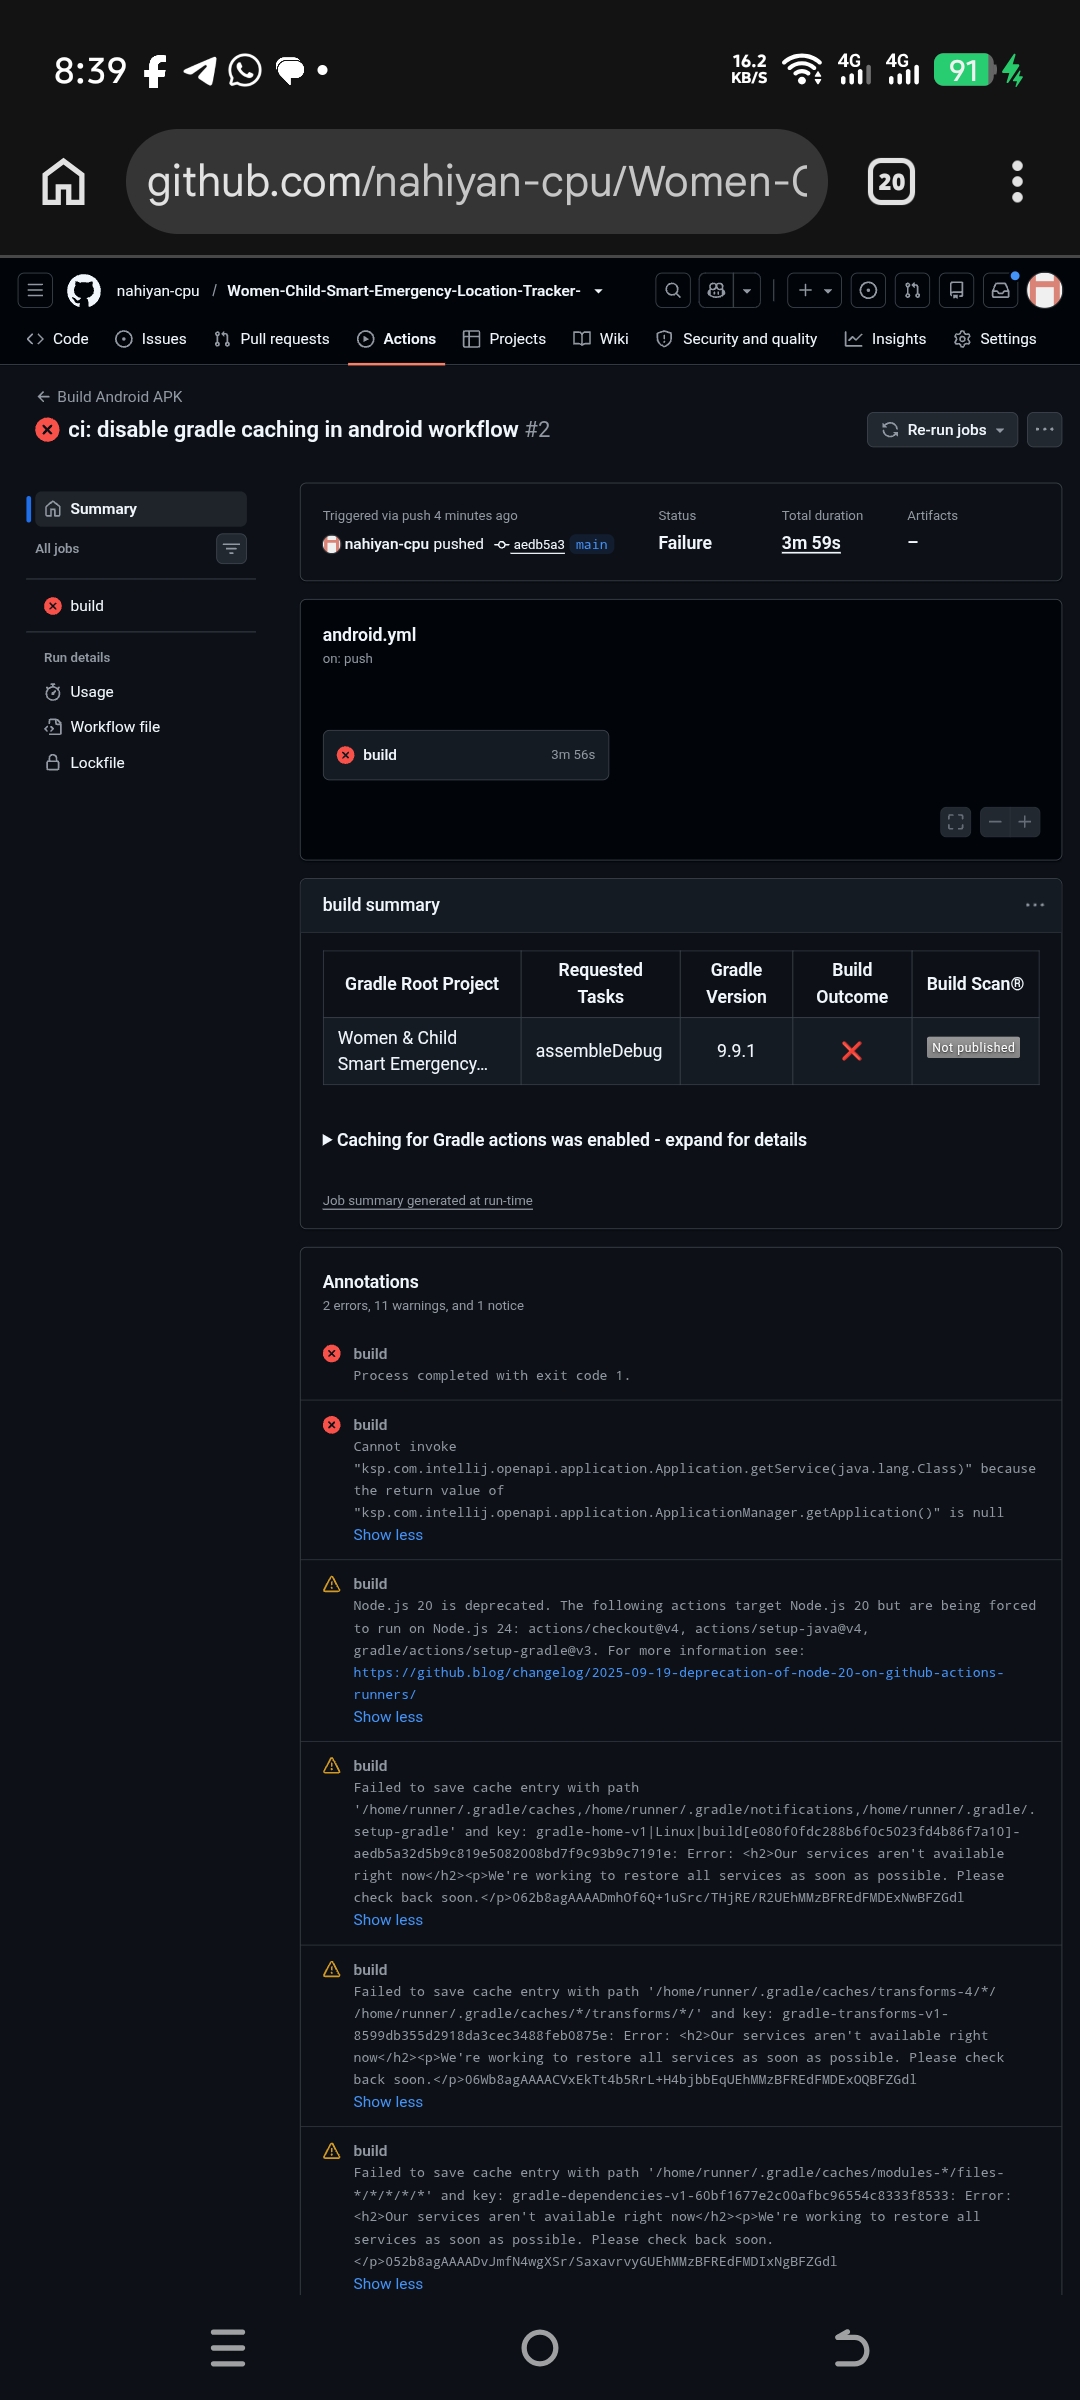 8:39
16.2
KB/S
4G
4G
91
github.com/nahiyan-cpu/Women-C
20
nahiyan-cpu / Women-Child-Smart-Emergency-Location-Tracker-
Code
Issues
Pull requests
Actions
Projects
Wiki
Security and quality
Insights
Settings
← Build Android APK
ci: disable gradle caching in android workflow #2
Re-run jobs
Summary
All jobs
build
Run details
Usage
Workflow file
Lockfile
Triggered via push 4 minutes ago
nahiyan-cpu pushed aedb5a3 main
Status
Failure
Total duration
3m 59s
Artifacts
–
android.yml
on: push
build
3m 56s
build summary
Gradle Root Project
Requested Tasks
Gradle Version
Build Outcome
Build Scan®
Women & Child Smart Emergency...
assembleDebug
9.9.1
❌
Not published
Caching for Gradle actions was enabled - expand for details
Job summary generated at run-time
Annotations
2 errors, 11 warnings, and 1 notice
build
Process completed with exit code 1.
build
Cannot invoke
"ksp.com.intellij.openapi.application.Application.getService(java.lang.Class)" because
the return value of
"ksp.com.intellij.openapi.application.ApplicationManager.getApplication()" is null
Show less
build
Node.js 20 is deprecated. The following actions target Node.js 20 but are being forced
to run on Node.js 24: actions/checkout@v4, actions/setup-java@v4,
gradle/actions/setup-gradle@v3. For more information see:
https://github.blog/changelog/2025-09-19-deprecation-of-node-20-on-github-actions-
runners/
Show less
build
Failed to save cache entry with path
'/home/runner/.gradle/caches,/home/runner/.gradle/notifications,/home/runner/.gradle/.
setup-gradle' and key: gradle-home-v1|Linux|build[e080f0fdc288b6f0c5023fd4b86f7a10]-
aedb5a32d5b9c819e5082008bd7f9c93b9c7191e: Error: <h2>Our services aren't available
right now</h2><p>We're working to restore all services as soon as possible. Please
check back soon.</p>062b8agAAAADmhOf6Q+1uSrc/THjRE/R2UEhMMzBFREdFMDExNwBFZGdl
Show less
build
Failed to save cache entry with path '/home/runner/.gradle/caches/transforms-4/*/
/home/runner/.gradle/caches/*/transforms/*/' and key: gradle-transforms-v1-
8599db355d2918da3cec3488feb0875e: Error: <h2>Our services aren't available right
now</h2><p>We're working to restore all services as soon as possible. Please check
back soon.</p>06Wb8agAAAACVxEkTt4b5RrL+H4bjbbEqUEhMMzBFREdFMDExOQBFZGdl
Show less
build
Failed to save cache entry with path '/home/runner/.gradle/caches/modules-*/files-
*/*/*/*/*' and key: gradle-dependencies-v1-60bf1677e2c00afbc96554c8333f8533: Error:
<h2>Our services aren't available right now</h2><p>We're working to restore all
services as soon as possible. Please check back soon.
</p>052b8agAAAADvJmfN4wgXSr/SaxavrvyGUEhMMzBFREdFMDIxNgBFZGdl
Show less